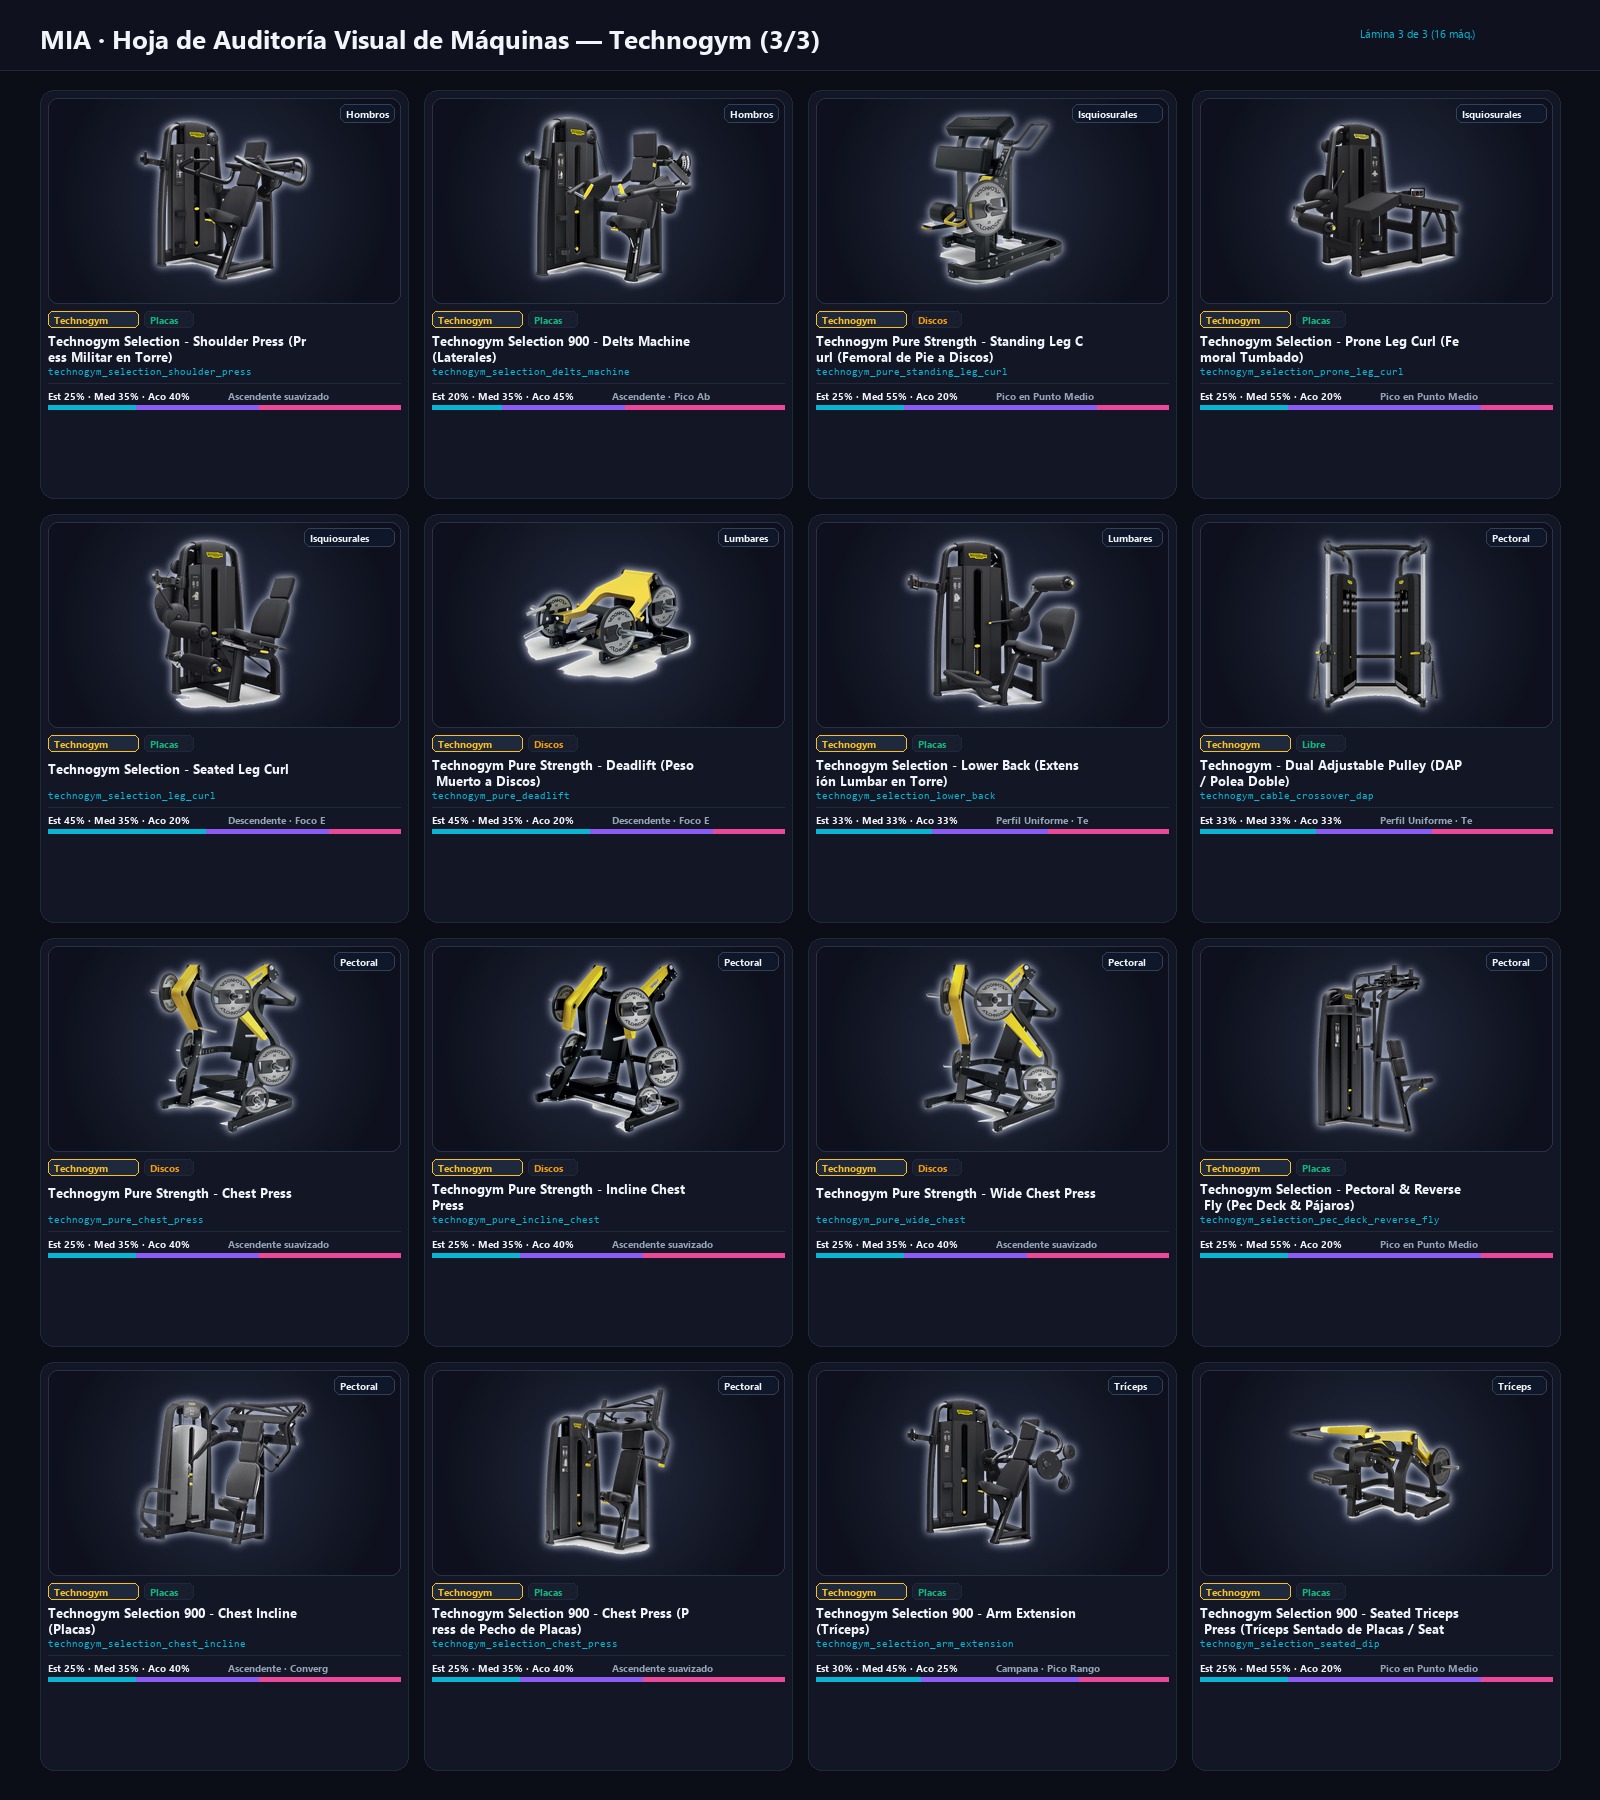 MIA · Hoja de Auditoría Visual de Máquinas — Technogym (3/3)
Lámina 3 de 3 (16 máq.)
Hombros
Technogym
Placas
Technogym Selection - Shoulder Press (Pr
ess Militar en Torre)
technogym_selection_shoulder_press
Est 25% · Med 35% · Aco 40%
Ascendente suavizado
Hombros
Technogym
Placas
Technogym Selection 900 - Delts Machine
(Laterales)
technogym_selection_delts_machine
Est 20% · Med 35% · Aco 45%
Ascendente · Pico Ab
Isquiosurales
Technogym
Discos
Technogym Pure Strength - Standing Leg C
url (Femoral de Pie a Discos)
technogym_pure_standing_leg_curl
Est 25% · Med 55% · Aco 20%
Pico en Punto Medio
Isquiosurales
Technogym
Placas
Technogym Selection - Prone Leg Curl (Fe
moral Tumbado)
technogym_selection_prone_leg_curl
Est 25% · Med 55% · Aco 20%
Pico en Punto Medio
Isquiosurales
Technogym
Placas
Technogym Selection - Seated Leg Curl
technogym_selection_leg_curl
Est 45% · Med 35% · Aco 20%
Descendente · Foco E
Lumbares
Technogym
Discos
Technogym Pure Strength - Deadlift (Peso
Muerto a Discos)
technogym_pure_deadlift
Est 45% · Med 35% · Aco 20%
Descendente · Foco E
Lumbares
Technogym
Placas
Technogym Selection - Lower Back (Extens
ión Lumbar en Torre)
technogym_selection_lower_back
Est 33% · Med 33% · Aco 33%
Perfil Uniforme · Te
Pectoral
Technogym
Libre
Technogym - Dual Adjustable Pulley (DAP
/ Polea Doble)
technogym_cable_crossover_dap
Est 33% · Med 33% · Aco 33%
Perfil Uniforme · Te
Pectoral
Technogym
Discos
Technogym Pure Strength - Chest Press
technogym_pure_chest_press
Est 25% · Med 35% · Aco 40%
Ascendente suavizado
Pectoral
Technogym
Discos
Technogym Pure Strength - Incline Chest
Press
technogym_pure_incline_chest
Est 25% · Med 35% · Aco 40%
Ascendente suavizado
Pectoral
Technogym
Discos
Technogym Pure Strength - Wide Chest Press
technogym_pure_wide_chest
Est 25% · Med 35% · Aco 40%
Ascendente suavizado
Pectoral
Technogym
Placas
Technogym Selection - Pectoral & Reverse
Fly (Pec Deck & Pájaros)
technogym_selection_pec_deck_reverse_fly
Est 25% · Med 55% · Aco 20%
Pico en Punto Medio
Pectoral
Technogym
Placas
Technogym Selection 900 - Chest Incline
(Placas)
technogym_selection_chest_incline
Est 25% · Med 35% · Aco 40%
Ascendente · Converg
Pectoral
Technogym
Placas
Technogym Selection 900 - Chest Press (P
ress de Pecho de Placas)
technogym_selection_chest_press
Est 25% · Med 35% · Aco 40%
Ascendente suavizado
Tríceps
Technogym
Placas
Technogym Selection 900 - Arm Extension
(Tríceps)
technogym_selection_arm_extension
Est 30% · Med 45% · Aco 25%
Campana · Pico Rango
Tríceps
Technogym
Placas
Technogym Selection 900 - Seated Triceps
Press (Tríceps Sentado de Placas / Seat
technogym_selection_seated_dip
Est 25% · Med 55% · Aco 20%
Pico en Punto Medio